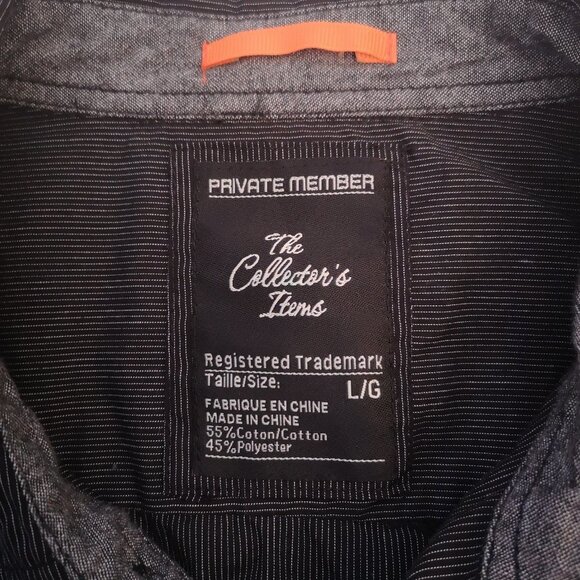 PRIVATE MEMBER
The
Collector's
Items
Registered Trademark
Taille/Size: L/G
FABRIQUE EN CHINE
MADE IN CHINA
55%Coton/Cotton
45%Polyester